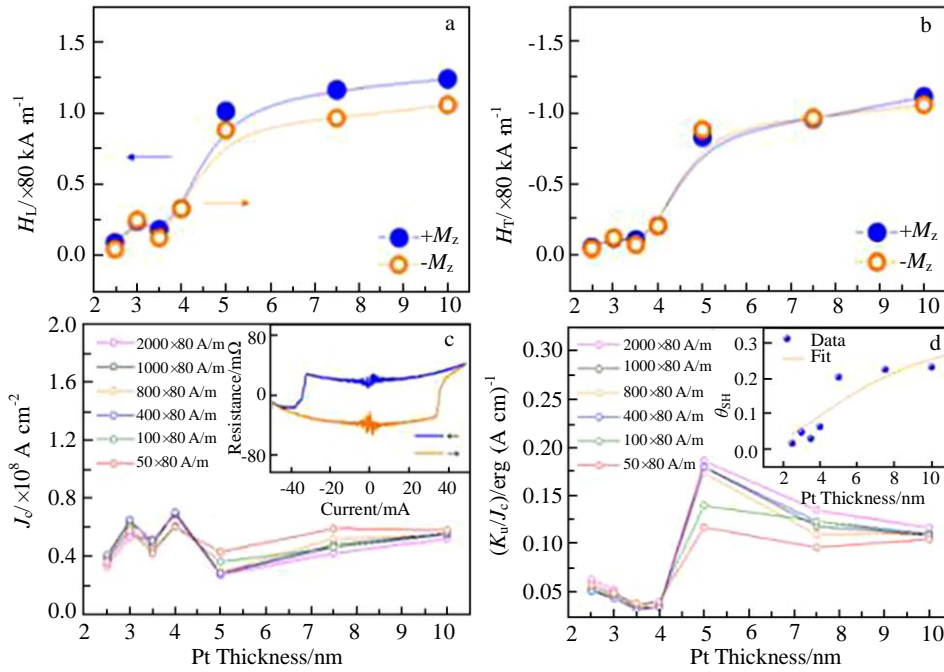 a
H_L/×80 kA·m⁻¹
1.5
1.0
0.5
0.0
+M_z
-M_z
2 3 4 5 6 7 8 9 10
b
H_T/×80 kA·m⁻¹
-1.5
-1.0
-0.5
0.0
+M_z
-M_z
2 3 4 5 6 7 8 9 10
c
J_c/×10⁸ A cm⁻²
2.0
1.6
1.2
0.8
0.4
0.0
2000×80 A/m
1000×80 A/m
800×80 A/m
400×80 A/m
100×80 A/m
50×80 A/m
Resistance/mΩ
80
0
-80
-40 -20 0 20 40
Current/mA
2 3 4 5 6 7 8 9 10
Pt Thickness/nm
d
(K_u/J_c)/erg·(A cm)⁻¹
0.30
0.25
0.20
0.15
0.10
0.05
2000×80 A/m
1000×80 A/m
800×80 A/m
400×80 A/m
100×80 A/m
50×80 A/m
Data
Fit
θ_SH
0.2
0.1
0.0
2 4 6 8 10
Pt Thickness/nm
2 3 4 5 6 7 8 9 10
Pt Thickness/nm